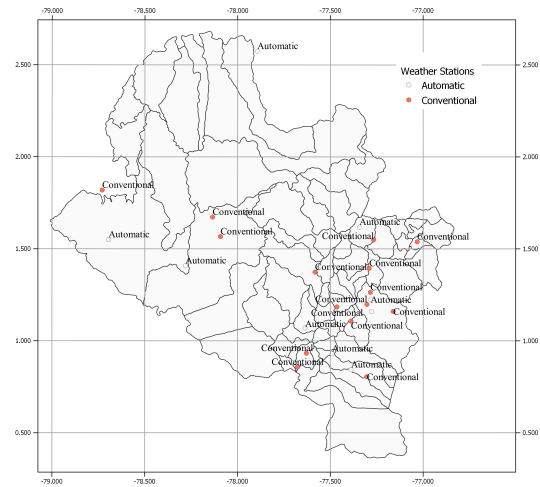 -79.000 -78.500 -78.000 -77.500 -77.000
Automatic
2.500 2.500
Weather Stations
Automatic
Conventional
2.000 2.000
Conventional
Conventional
Automatic
Automatic Conventional Conventional Conventional
1.500 1.500
Automatic Conventional Conventional
Conventional
Conventional Automatic
Conventional Conventional
Automatic Conventional
1.000 1.000
Conventional Automatic
Conventional Automatic
Conventional
0.500 0.500
-79.000 -78.500 -78.000 -77.500 -77.000